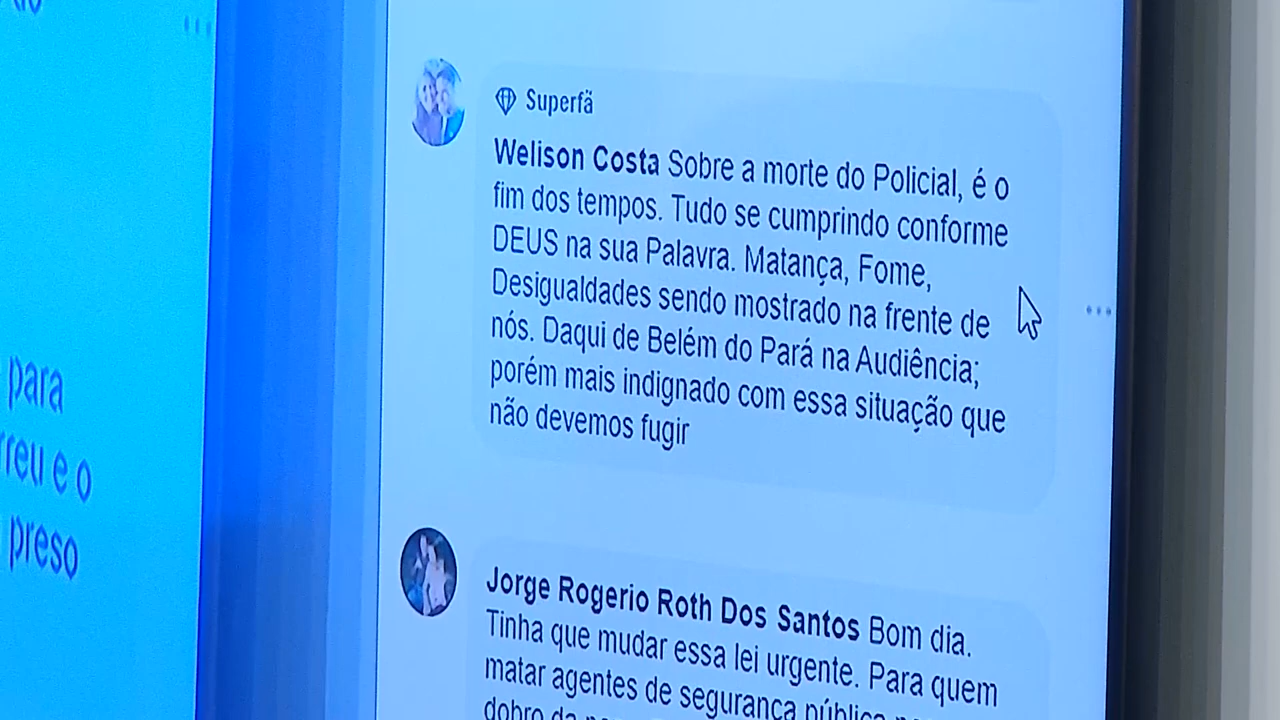 para
e o
preso
Superfã
Welison Costa Sobre a morte do Policial, é o
fim dos tempos. Tudo se cumprindo conforme
DEUS na sua Palavra. Matança, Fome,
Desigualdades sendo mostrado na frente de
nós. Daqui de Belém do Pará na Audiência;
porém mais indignado com essa situação que
não devemos fugir
Jorge Rogerio Roth Dos Santos Bom dia.
Tinha que mudar essa lei urgente. Para quem
matar agentes de segurança pública
dobro da